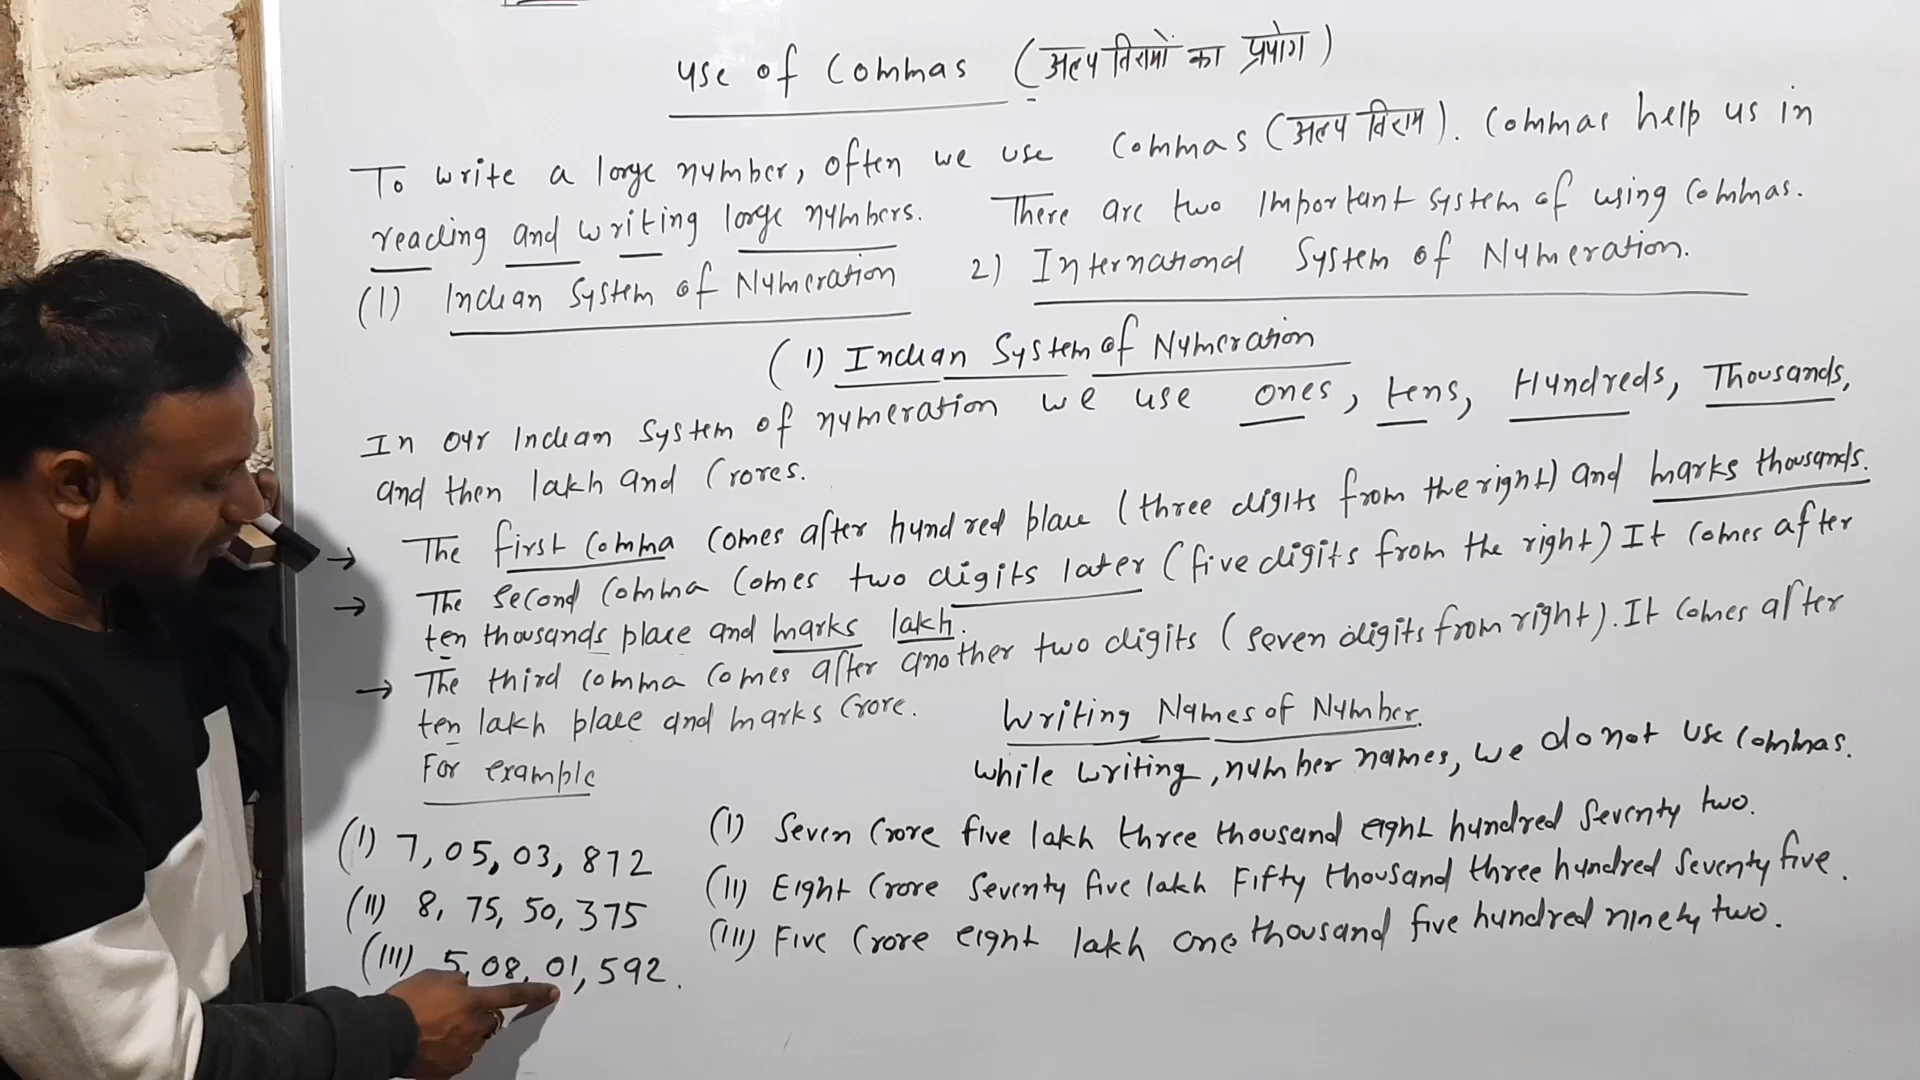 Use of Commas (अल्प विरामों का प्रयोग)
To write a large number, often we use Commas (अल्प विराम). Commas help us in
reading and writing large numbers. There are two important system of using commas.
(1) Indian System of Numeration 2) International System of Numeration.
(1) Indian System of Numeration
In our Indian system of numeration we use ones, tens, Hundreds, Thousands,
and then lakh and Crores.
→ The first Comma comes after hundred place (three digits from the right) and marks thousands.
→ The second comma comes two digits later (five digits from the right) It comes after
ten thousands place and marks lakh.
→ The third comma comes after another two digits (seven digits from right). It comes after
ten lakh place and marks Crore.
For example
(I) 7,05,03,872
(II) 8,75,50,375
(III) 5,08,01,592.
Writing Names of Number.
While writing, number names, we do not use commas.
(I) Seven Crore five lakh three thousand eight hundred seventy two.
(II) Eight Crore Seventy five lakh Fifty thousand three hundred seventy five.
(III) Five Crore eight lakh one thousand five hundred ninety two.